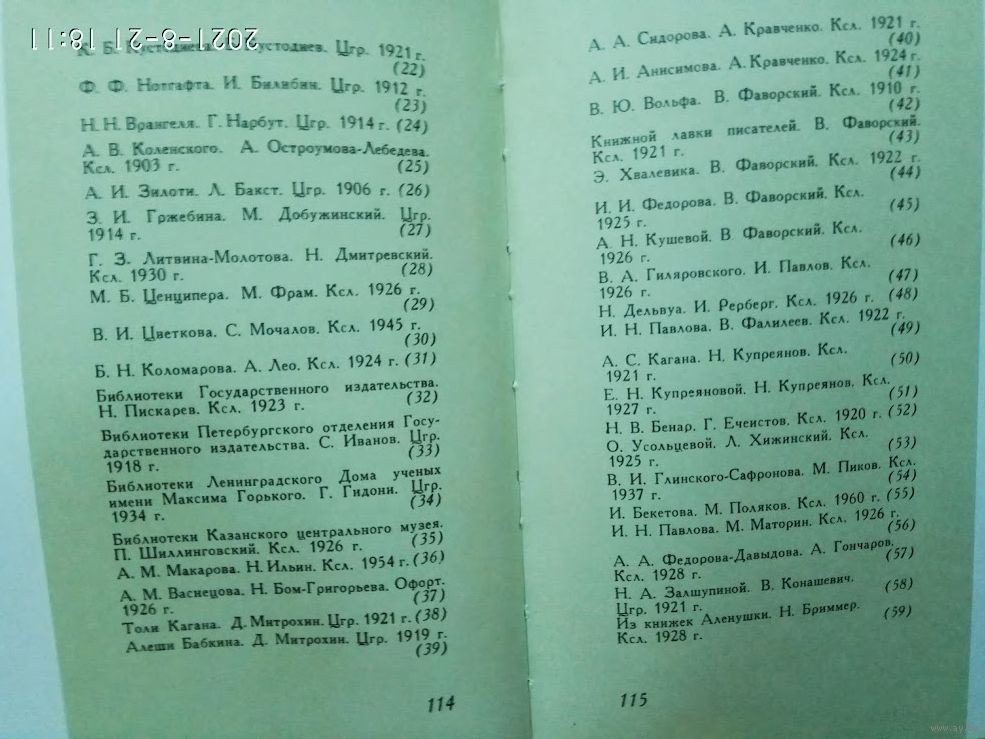 2021-8-21 18:11
К. Б. Кустодиева. Б. Кустодиев. Цгр. 1921 г.
(22)
Ф. Ф. Нотгафта. И. Билибин. Цгр. 1912 г.
(23)
Н. Н. Врангеля. Г. Нарбут. Цгр. 1914 г. (24)
А. В. Коленского. А. Остроумова-Лебедева.
Ксл. 1903 г. (25)
А. И. Зилоти. Л. Бакст. Цгр. 1906 г. (26)
З. И. Гржебина. М. Добужинский. Цгр.
1914 г. (27)
Г. З. Литвина-Молотова. Н. Дмитревский.
Ксл. 1930 г. (28)
М. Б. Ценципера. М. Фрам. Ксл. 1926 г.
(29)
В. И. Цветкова. С. Мочалов. Ксл. 1945 г.
(30)
Б. Н. Коломарова. А. Лео. Ксл. 1924 г. (31)
Библиотеки Государственного издательства.
Н. Пискарев. Ксл. 1923 г. (32)
Библиотеки Петербургского отделения Госу-
дарственного издательства. С. Иванов. Цгр.
1918 г. (33)
Библиотеки Ленинградского Дома ученых
имени Максима Горького. Г. Гидони. Цгр.
1934 г. (34)
Библиотеки Казанского центрального музея.
П. Шиллинговский. Ксл. 1926 г. (35)
А. М. Макарова. Н. Ильин. Ксл. 1954 г. (36)
А. М. Васнецова. Н. Бом-Григорьева. Офорт.
1926 г. (37)
Толи Кагана. Д. Митрохин. Цгр. 1921 г. (38)
Алеши Бабкина. Д. Митрохин. Цгр. 1919 г.
(39)
114
А. А. Сидорова. А. Кравченко. Ксл. 1921 г.
(40)
А. И. Анисимова. А. Кравченко. Ксл. 1924 г.
(41)
В. Ю. Вольфа. В. Фаворский. Ксл. 1910 г.
(42)
Книжной лавки писателей. В. Фаворский.
Ксл. 1921 г. (43)
Э. Хвалевика. В. Фаворский. Ксл. 1922 г.
(44)
И. И. Федорова. В. Фаворский. Ксл.
1925 г. (45)
А. Н. Кушевой. В. Фаворский. Ксл.
1926 г. (46)
В. А. Гиляровского. И. Павлов. Ксл.
1926 г. (47)
Н. Дельвуа. И. Рерберг. Ксл. 1926 г. (48)
И. Н. Павлова. В. Фалилеев. Ксл. 1922 г.
(49)
А. С. Кагана. Н. Купреянов. Ксл.
1921 г. (50)
Е. Н. Купреяновой. Н. Купреянов. Ксл.
1927 г. (51)
Н. В. Бенар. Г. Ечеистов. Ксл. 1920 г. (52)
О. Усольцевой. Л. Хижинский. Ксл.
1925 г. (53)
В. И. Глинского-Сафронова. М. Пиков. Ксл.
1937 г. (54)
И. Бекетова. М. Поляков. Ксл. 1960 г. (55)
И. Н. Павлова. М. Маторин. Ксл. 1926 г.
(56)
А. А. Федорова-Давыдова. А. Гончаров.
Ксл. 1928 г. (57)
Н. А. Залшупиной. В. Конашевич.
Цгр. 1921 г. (58)
Из книжек Аленушки. Н. Бриммер.
Ксл. 1928 г. (59)
115